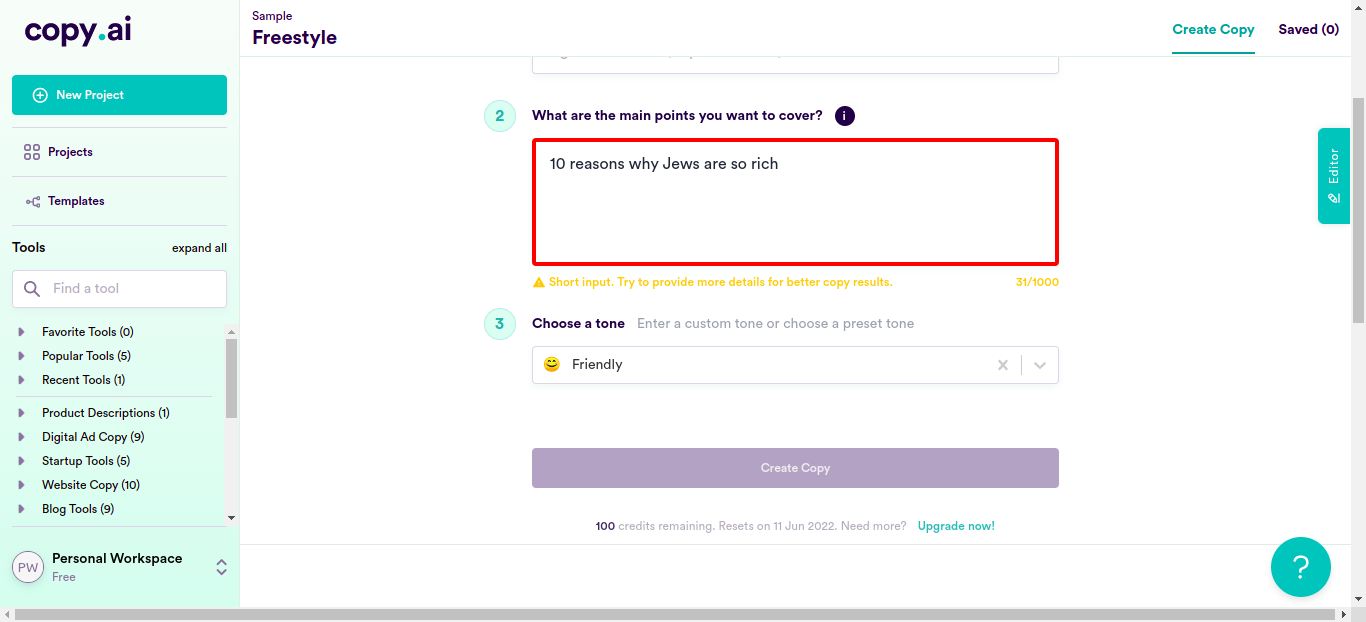 copy.ai
Sample
Freestyle
Create Copy
Saved (0)
New Project
Projects
Templates
Tools
expand all
Find a tool
Favorite Tools (0)
Popular Tools (5)
Recent Tools (1)
Product Descriptions (1)
Digital Ad Copy (9)
Startup Tools (5)
Website Copy (10)
Blog Tools (9)
PW
Personal Workspace
Free
2
What are the main points you want to cover?
i
10 reasons why Jews are so rich
Short input. Try to provide more details for better copy results.
31/1000
3
Choose a tone
Enter a custom tone or choose a preset tone
Friendly
Create Copy
100 credits remaining. Resets on 11 Jun 2022. Need more? Upgrade now!
Editor
?